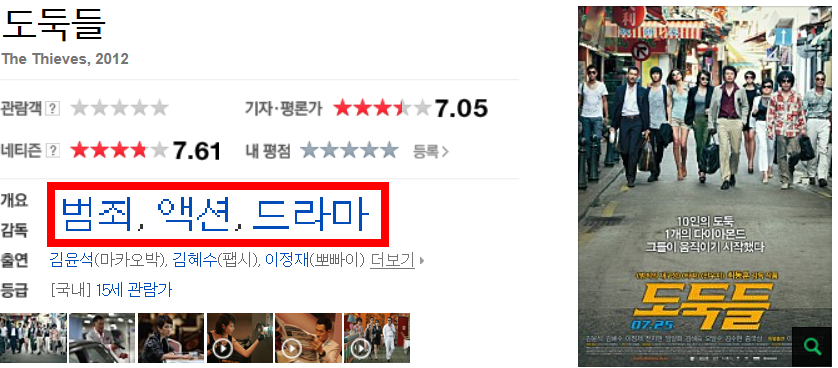 도둑들
The Thieves, 2012
관람객 ?
기자·평론가 7.05
네티즌 ? 7.61
내 평점 등록 >
개요
범죄, 액션, 드라마
감독
출연 김윤석(마카오박), 김혜수(팹시), 이정재(뽀빠이) 더보기
등급 [국내] 15세 관람가
10인의 도둑
1개의 다이아몬드
그들이 움직이기 시작했다
도둑들
07.25